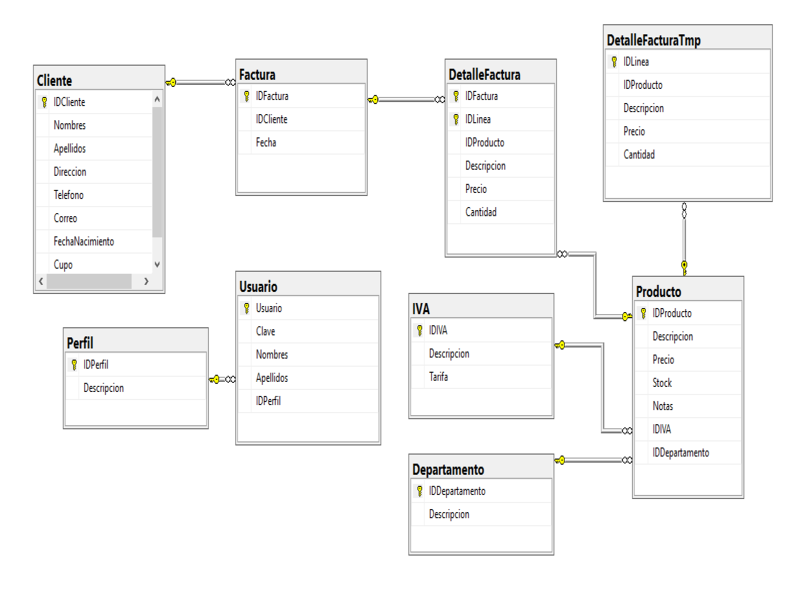 Cliente
IDCliente
Nombres
Apellidos
Direccion
Telefono
Correo
FechaNacimiento
Cupo
Factura
IDFactura
IDCliente
Fecha
DetalleFactura
IDFactura
IDLinea
IDProducto
Descripcion
Precio
Cantidad
DetalleFacturaTmp
IDLinea
IDProducto
Descripcion
Precio
Cantidad
Perfil
IDPerfil
Descripcion
Usuario
Usuario
Clave
Nombres
Apellidos
IDPerfil
IVA
IDIVA
Descripcion
Tarifa
Departamento
IDDepartamento
Descripcion
Producto
IDProducto
Descripcion
Precio
Stock
Notas
IDIVA
IDDepartamento